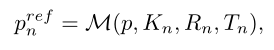 $p_n^{ref} = \mathcal{M}(p, K_n, R_n, T_n),$